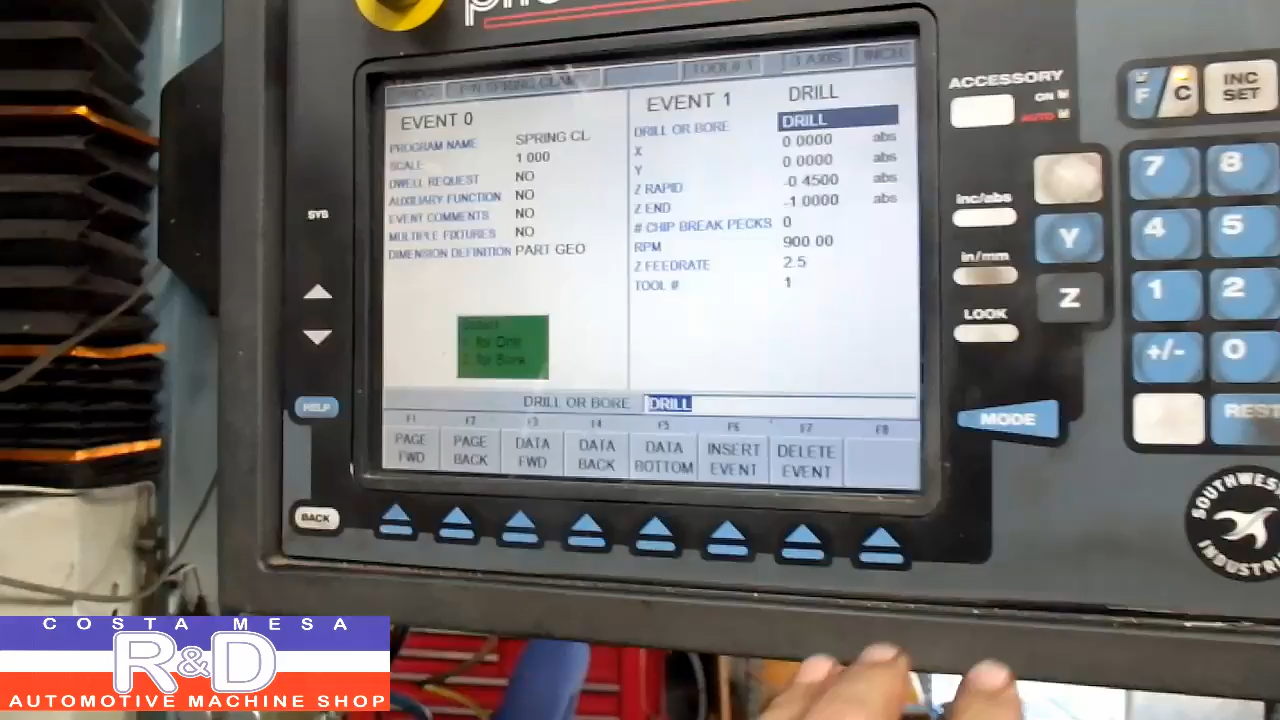 ACCESSORY
ON
AUTO
F
C
INC
SET
TOOL # 1
INCH
EVENT 0
PROGRAM NAME SPRING CL
SCALE 1 000
DWELL REQUEST NO
AUXILIARY FUNCTION NO
EVENT COMMENTS NO
MULTIPLE FIXTURES NO
DIMENSION DEFINITION PART GEO
EVENT 1 DRILL
DRILL OR BORE DRILL
X 0 0000 abs
Y 0 0000 abs
Z RAPID -0 4500 abs
Z END -1 0000 abs
# CHIP BREAK PECKS 0
RPM 900 00
Z FEEDRATE 2 5
TOOL # 1
1 for Drill
2 for Bore
DRILL OR BORE DRILL
F1 F2 F3 F4 F5 F6 F7 F8
PAGE FWD
PAGE BACK
DATA FWD
DATA BACK
DATA BOTTOM
INSERT EVENT
DELETE EVENT
SYS
HELP
BACK
inc/abs
in/mm
LOOK
MODE
7 8
Y 4 5
Z 1 2
+/- 0
REST
SOUTHWEST
COSTA MESA
R&D
AUTOMOTIVE MACHINE SHOP